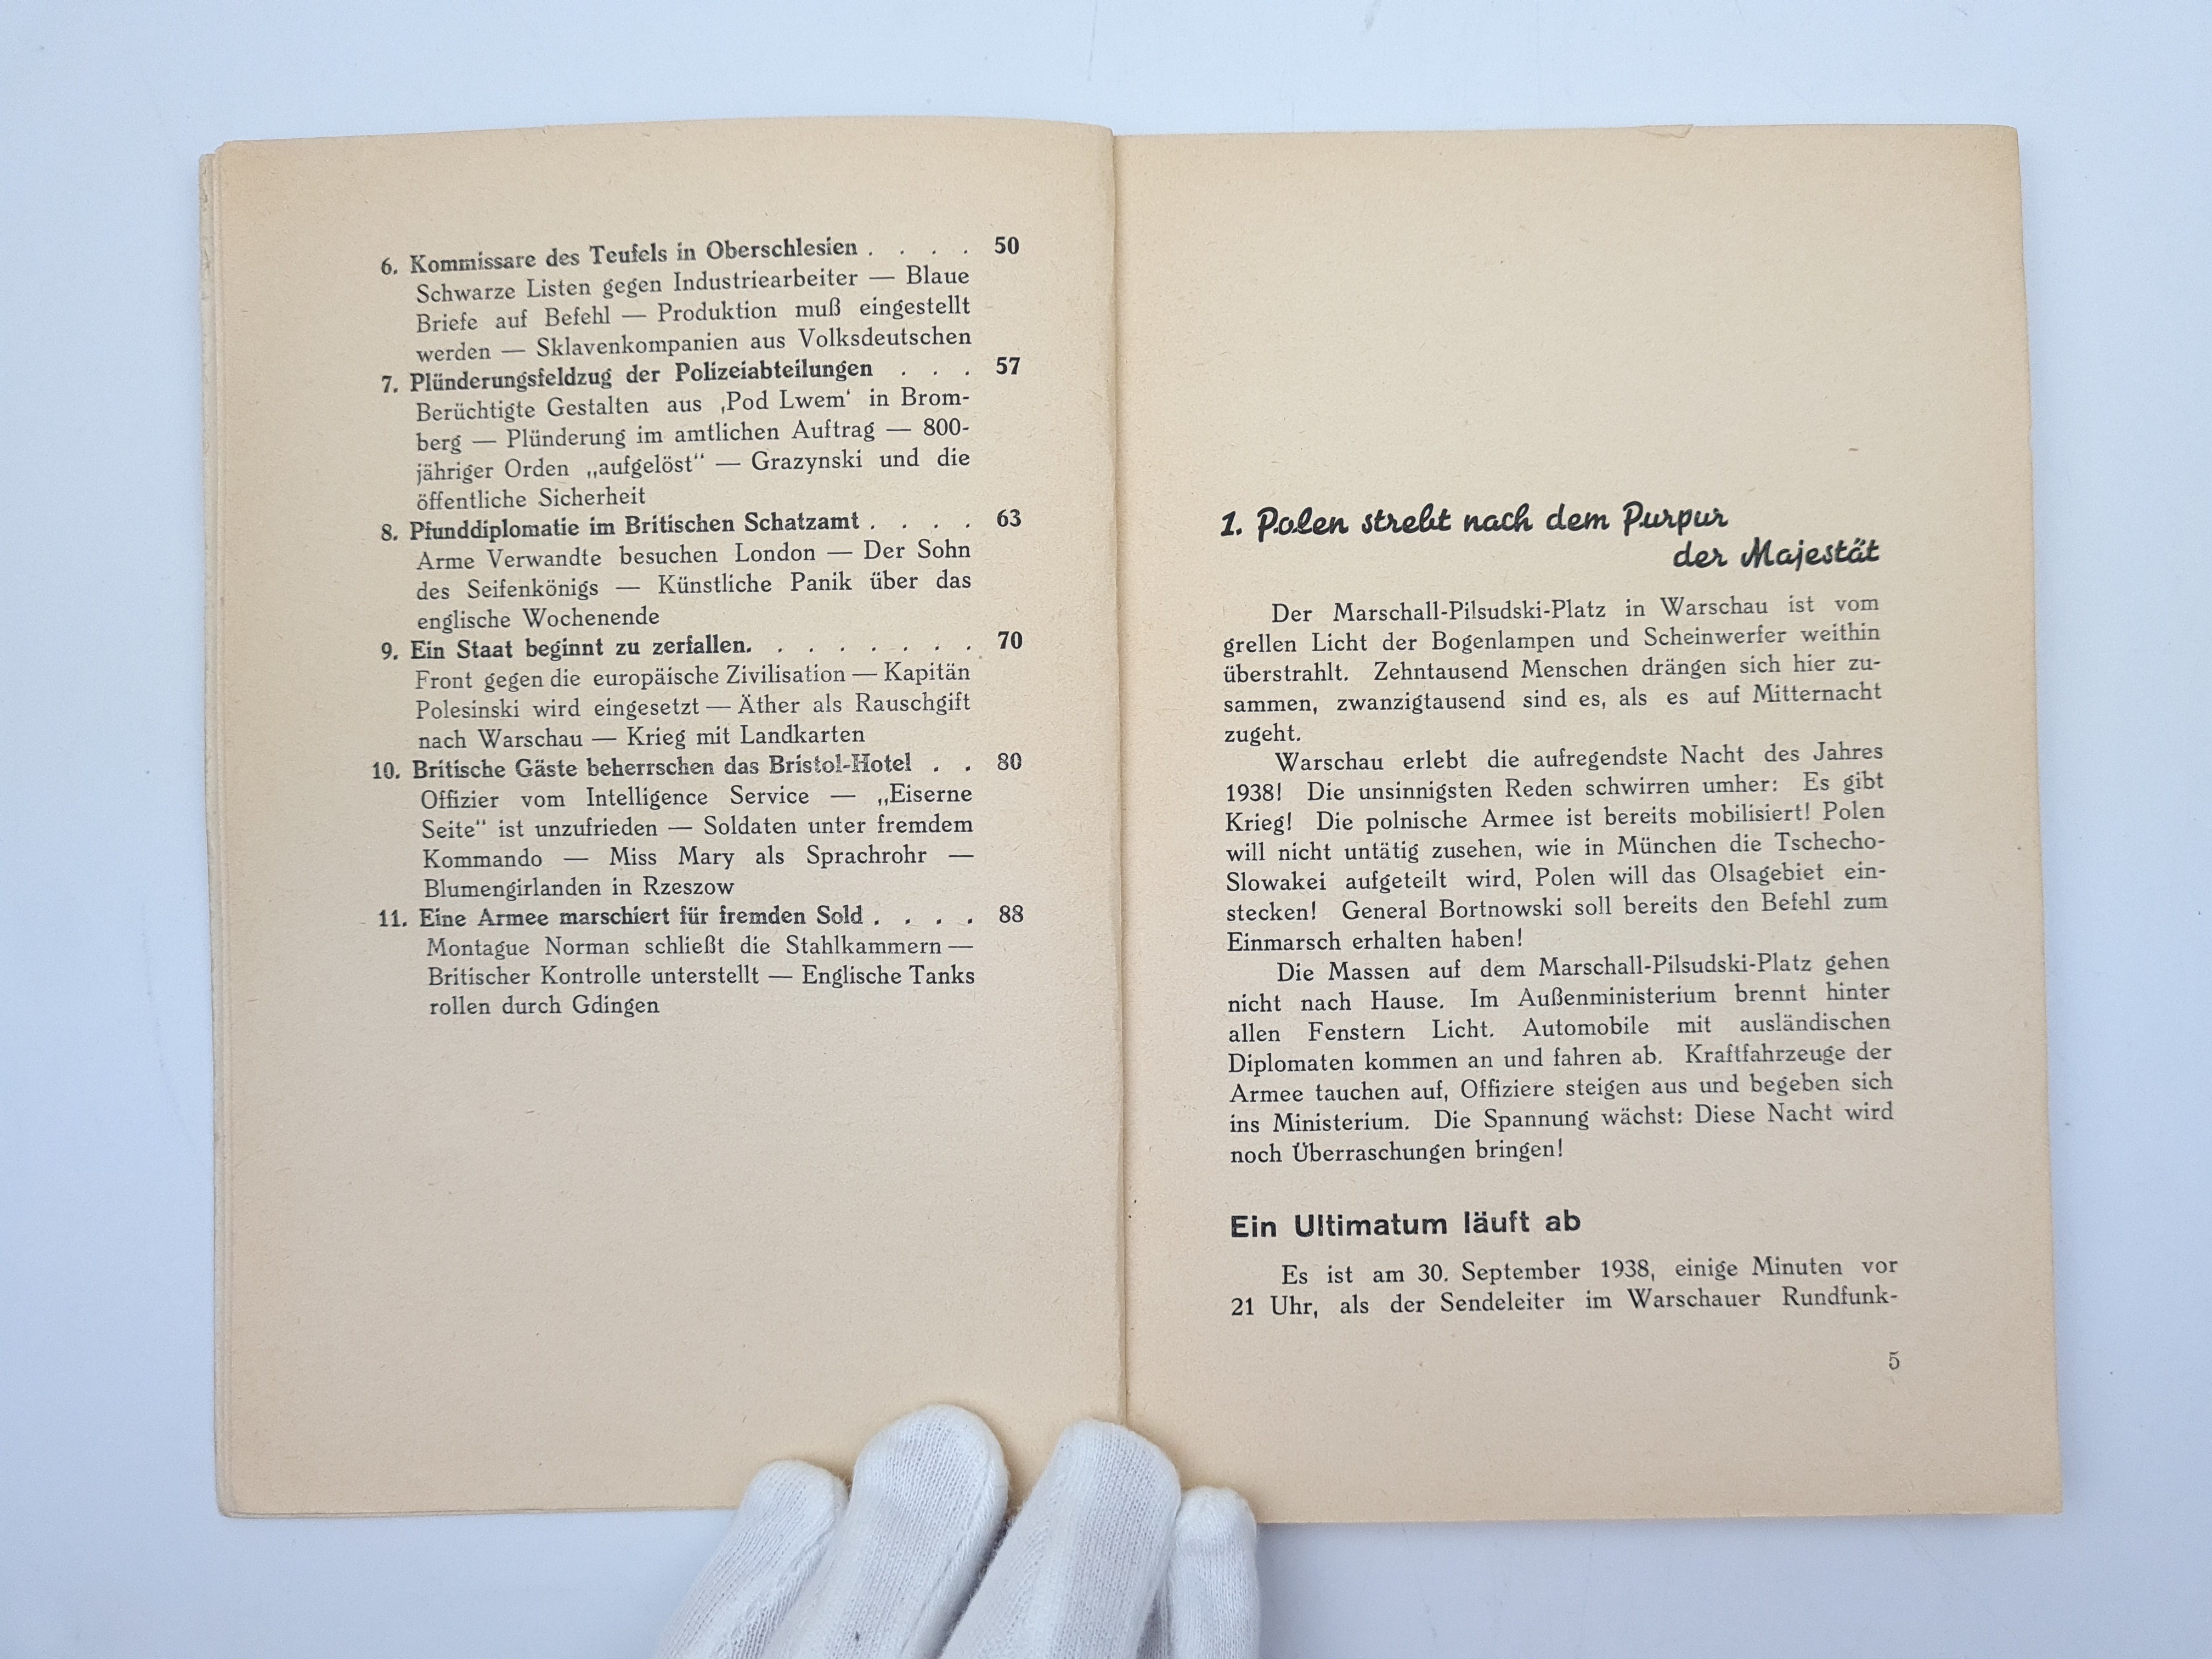 6. Kommissare des Teufels in Oberschlesien . . . . 50
Schwarze Listen gegen Industriearbeiter — Blaue
Briefe auf Befehl — Produktion muß eingestellt
werden — Sklavenkompanien aus Volksdeutschen
7. Plünderungsfeldzug der Polizeiabteilungen . . . 57
Berüchtigte Gestalten aus ‚Pod Lwem‘ in Brom-
berg — Plünderung im amtlichen Auftrag — 800-
jähriger Orden „aufgelöst“ — Grazynski und die
öffentliche Sicherheit
8. Pfunddiplomatie im Britischen Schatzamt . . . . 63
Arme Verwandte besuchen London — Der Sohn
des Seifenkönigs — Künstliche Panik über das
englische Wochenende
9. Ein Staat beginnt zu zerfallen. . . . . . . . 70
Front gegen die europäische Zivilisation — Kapitän
Polesinski wird eingesetzt — Äther als Rauschgift
nach Warschau — Krieg mit Landkarten
10. Britische Gäste beherrschen das Bristol-Hotel . . 80
Offizier vom Intelligence Service — „Eiserne
Seite“ ist unzufrieden — Soldaten unter fremdem
Kommando — Miss Mary als Sprachrohr —
Blumengirlanden in Rzeszow
11. Eine Armee marschiert für fremden Sold . . . . 88
Montague Norman schließt die Stahlkammern —
Britischer Kontrolle unterstellt — Englische Tanks
rollen durch Gdingen
1. Polen strebt nach dem Purpur
der Majestät
Der Marschall-Pilsudski-Platz in Warschau ist vom
grellen Licht der Bogenlampen und Scheinwerfer weithin
überstrahlt. Zehntausend Menschen drängen sich hier zu-
sammen, zwanzigtausend sind es, als es auf Mitternacht
zugeht.
Warschau erlebt die aufregendste Nacht des Jahres
1938! Die unsinnigsten Reden schwirren umher: Es gibt
Krieg! Die polnische Armee ist bereits mobilisiert! Polen
will nicht untätig zusehen, wie in München die Tschecho-
Slowakei aufgeteilt wird, Polen will das Olsagebiet ein-
stecken! General Bortnowski soll bereits den Befehl zum
Einmarsch erhalten haben!
Die Massen auf dem Marschall-Pilsudski-Platz gehen
nicht nach Hause. Im Außenministerium brennt hinter
allen Fenstern Licht. Automobile mit ausländischen
Diplomaten kommen an und fahren ab. Kraftfahrzeuge der
Armee tauchen auf, Offiziere steigen aus und begeben sich
ins Ministerium. Die Spannung wächst: Diese Nacht wird
noch Überraschungen bringen!
Ein Ultimatum läuft ab
Es ist am 30. September 1938, einige Minuten vor
21 Uhr, als der Sendeleiter im Warschauer Rundfunk-
5